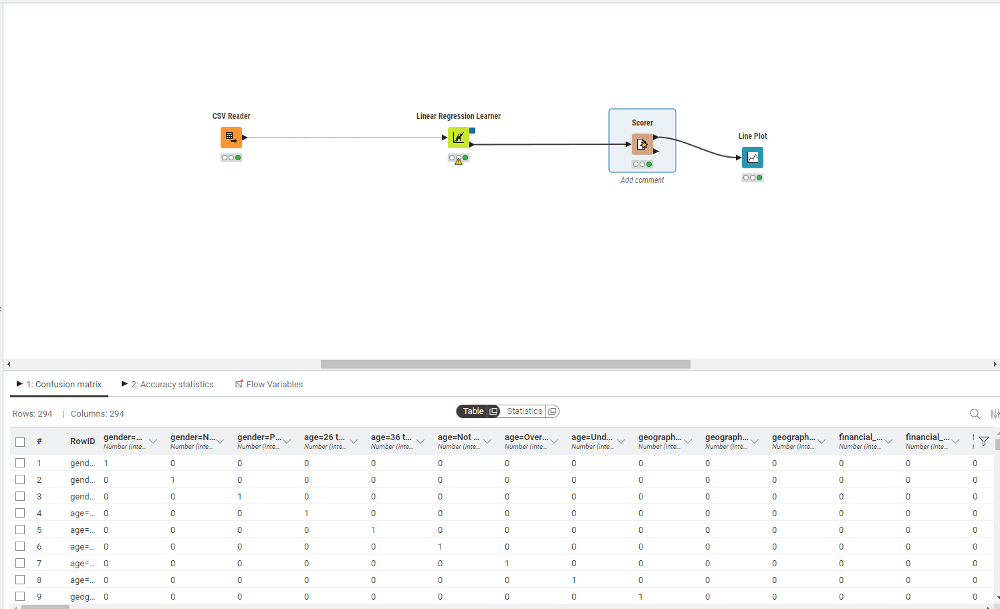 CSV Reader
Linear Regression Learner
Scorer
Line Plot
Add comment
1: Confusion matrix 2: Accuracy statistics Flow Variables
Rows: 294 | Columns: 294 Table Statistics
# RowID gender=... gender=N... gender=P... age=26 t... age=36 t... age=Not ... age=Over... age=Und... geograph... geograph... geograph... financial_... financial_...
Number (inte... Number (inte... Number (inte... Number (inte... Number (inte... Number (inte... Number (inte... Number (inte... Number (inte... Number (inte... Number (inte... Number (inte... Number (inte...
1 gend... 1 0 0 0 0 0 0 0 0 0 0 0 0 0
2 gend... 0 1 0 0 0 0 0 0 0 0 0 0 0 0
3 gend... 0 0 1 0 0 0 0 0 0 0 0 0 0 0
4 age=... 0 0 0 1 0 0 0 0 0 0 0 0 0 0
5 age=... 0 0 0 0 1 0 0 0 0 0 0 0 0 0
6 age=... 0 0 0 0 0 1 0 0 0 0 0 0 0 0
7 age=... 0 0 0 0 0 0 1 0 0 0 0 0 0 0
8 age=... 0 0 0 0 0 0 0 1 0 0 0 0 0 0
9 geog... 0 0 0 0 0 0 0 0 1 0 0 0 0 0